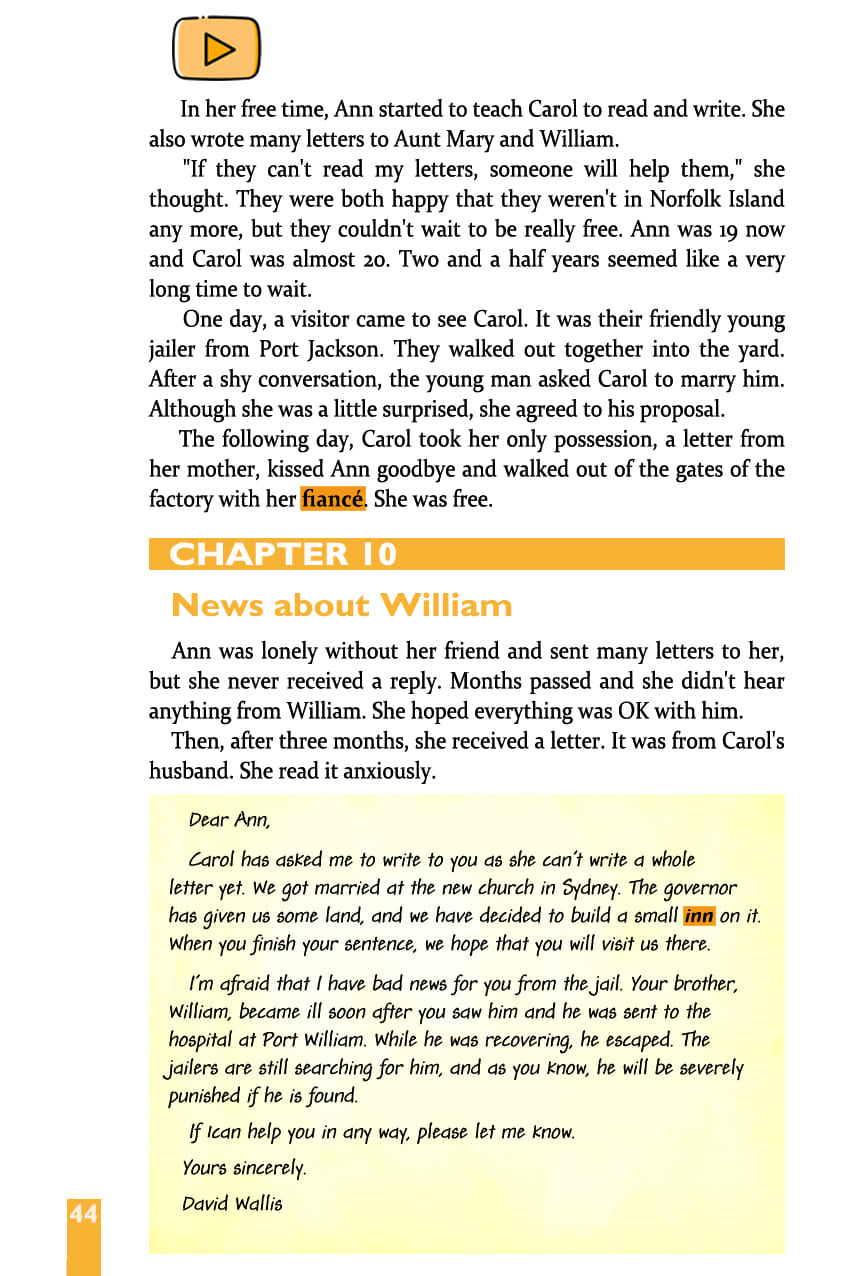 In her free time, Ann started to teach Carol to read and write. She
also wrote many letters to Aunt Mary and William.
"If they can't read my letters, someone will help them," she
thought. They were both happy that they weren't in Norfolk Island
any more, but they couldn't wait to be really free. Ann was 19 now
and Carol was almost 20. Two and a half years seemed like a very
long time to wait.
One day, a visitor came to see Carol. It was their friendly young
jailer from Port Jackson. They walked out together into the yard.
After a shy conversation, the young man asked Carol to marry him.
Although she was a little surprised, she agreed to his proposal.
The following day, Carol took her only possession, a letter from
her mother, kissed Ann goodbye and walked out of the gates of the
factory with her fiancé. She was free.
CHAPTER 10
News about William
Ann was lonely without her friend and sent many letters to her,
but she never received a reply. Months passed and she didn't hear
anything from William. She hoped everything was OK with him.
Then, after three months, she received a letter. It was from Carol's
husband. She read it anxiously.
Dear Ann,
Carol has asked me to write to you as she can't write a whole
letter yet. We got married at the new church in Sydney. The governor
has given us some land, and we have decided to build a small inn on it.
When you finish your sentence, we hope that you will visit us there.
I'm afraid that I have bad news for you from the jail. Your brother,
William, became ill soon after you saw him and he was sent to the
hospital at Port William. While he was recovering, he escaped. The
jailers are still searching for him, and as you know, he will be severely
punished if he is found.
If Ican help you in any way, please let me know.
Yours sincerely.
David Wallis
44